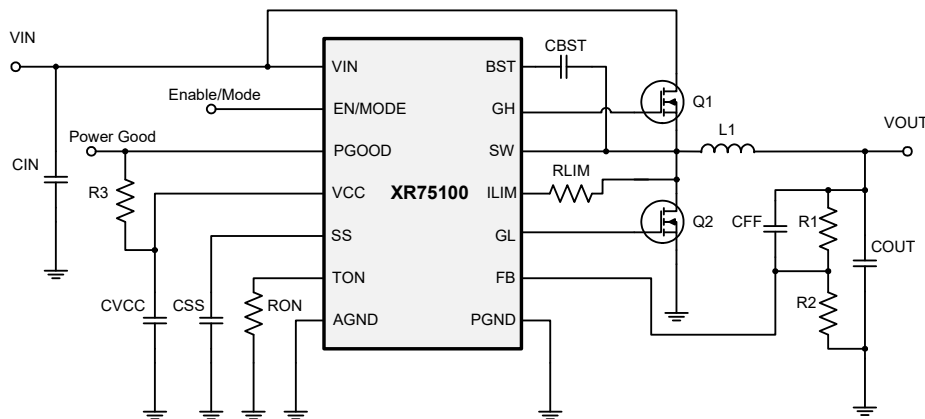 VIN
Enable/Mode
Power Good
CIN
R3
CVCC
CSS
RON
VIN
EN/MODE
PGOOD
VCC
SS
TON
AGND
XR75100
BST
GH
SW
ILIM
GL
FB
PGND
CBST
RLIM
Q1
Q2
L1
VOUT
CFF
R1
R2
COUT